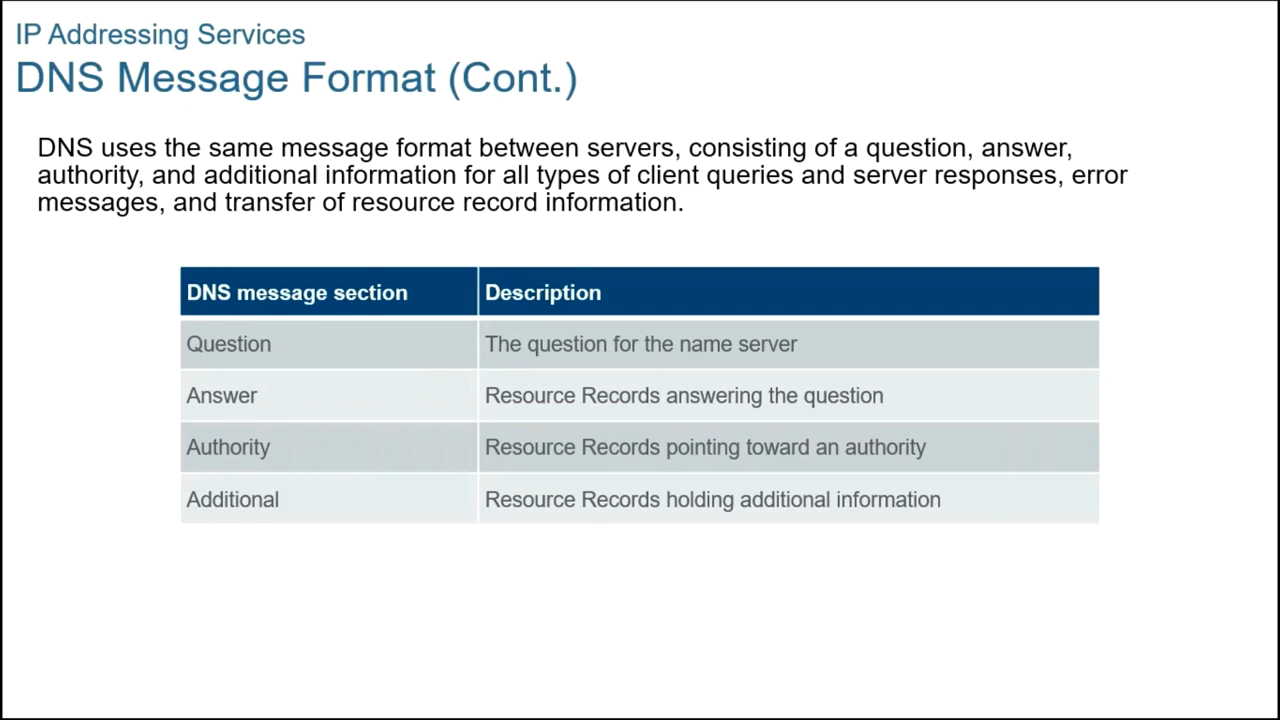 IP Addressing Services
DNS Message Format (Cont.)
DNS uses the same message format between servers, consisting of a question, answer,
authority, and additional information for all types of client queries and server responses, error
messages, and transfer of resource record information.
DNS message section Description
Question The question for the name server
Answer Resource Records answering the question
Authority Resource Records pointing toward an authority
Additional Resource Records holding additional information